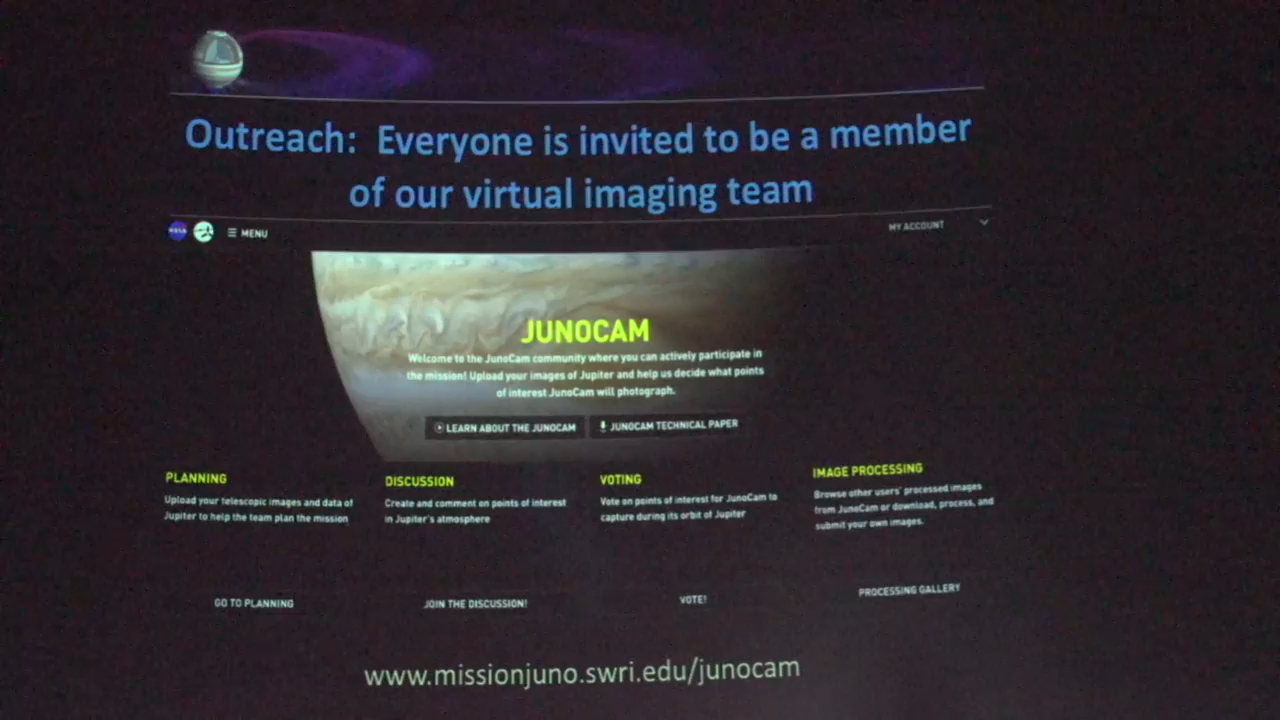 Outreach: Everyone is invited to be a member
of our virtual imaging team
NASA
MENU
MY ACCOUNT
JUNOCAM
Welcome to the JunoCam community where you can actively participate in
the mission! Upload your images of Jupiter and help us decide what points
of interest JunoCam will photograph.
LEARN ABOUT THE JUNOCAM
JUNOCAM TECHNICAL PAPER
PLANNING
Upload your telescopic images and data of
Jupiter to help the team plan the mission
GO TO PLANNING
DISCUSSION
Create and comment on points of interest
in Jupiter's atmosphere
JOIN THE DISCUSSION!
VOTING
Vote on points of interest for JunoCam to
capture during its orbit of Jupiter
VOTE!
IMAGE PROCESSING
Browse other users' processed images
from JunoCam or download, process, and
submit your own images.
PROCESSING GALLERY
www.missionjuno.swri.edu/junocam